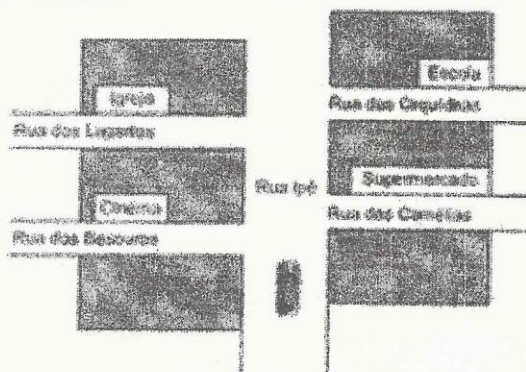 Escola
Igreja
Rua das Orquídeas
Rua dos Lagartos
Supermercado
Rua Ipê
Cinema
Rua das Camélias
Rua dos Besouros